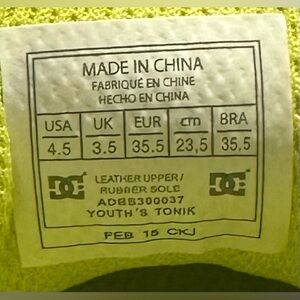 MADE IN CHINA
FABRIQUÉ EN CHINE
HECHO EN CHINA
USA UK EUR cm BRA
4.5 3.5 35.5 23,5 35.5
LEATHER UPPER/
RUBBER SOLE
ADBS300037
YOUTH'S TONIK
FEB 15 CKJ